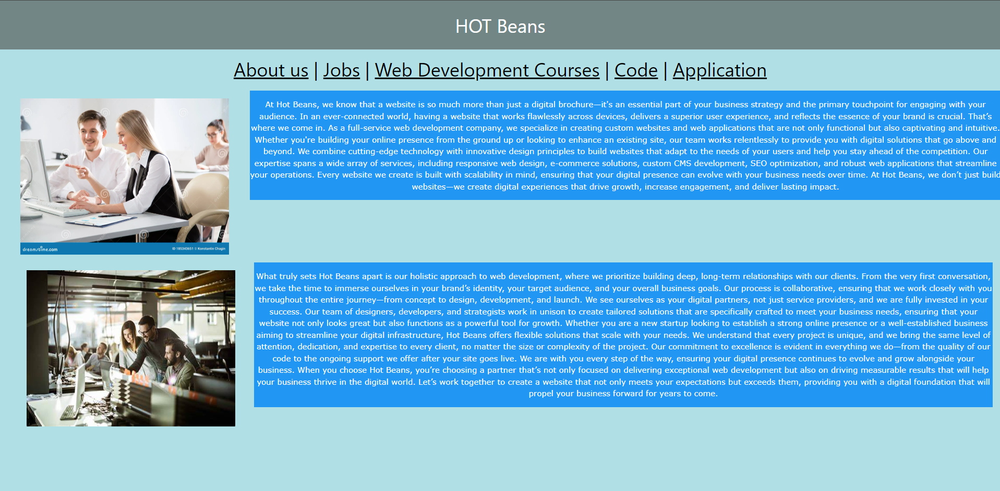 HOT Beans
About us | Jobs | Web Development Courses | Code | Application
At Hot Beans, we know that a website is so much more than just a digital brochure—it's an essential part of your business strategy and the primary touchpoint for engaging with your
audience. In an ever-connected world, having a website that works flawlessly across devices, delivers a superior user experience, and reflects the essence of your brand is crucial. That’s
where we come in. As a full-service web development company, we specialize in creating custom websites and web applications that are not only functional but also captivating and intuitive.
Whether you're building your online presence from the ground up or looking to enhance an existing site, our team works relentlessly to provide you with digital solutions that go above and
beyond. We combine cutting-edge technology with innovative design principles to build websites that adapt to the needs of your users and help you stay ahead of the competition. Our
expertise spans a wide array of services, including responsive web design, e-commerce solutions, custom CMS development, SEO optimization, and robust web applications that streamline
your operations. Every website we create is built with scalability in mind, ensuring that your digital presence can evolve with your business needs over time. At Hot Beans, we don’t just build
websites—we create digital experiences that drive growth, increase engagement, and deliver lasting impact.
dreamstime.com
ID 185343651 © Konstantin Chagin
What truly sets Hot Beans apart is our holistic approach to web development, where we prioritize building deep, long-term relationships with our clients. From the very first conversation,
we take the time to immerse ourselves in your brand’s identity, your target audience, and your overall business goals. Our process is collaborative, ensuring that we work closely with you
throughout the entire journey—from concept to design, development, and launch. We see ourselves as your digital partners, not just service providers, and we are fully invested in your
success. Our team of designers, developers, and strategists work in unison to create tailored solutions that are specifically crafted to meet your business needs, ensuring that your
website not only looks great but also functions as a powerful tool for growth. Whether you are a new startup looking to establish a strong online presence or a well-established business
aiming to streamline your digital infrastructure, Hot Beans offers flexible solutions that scale with your needs. We understand that every project is unique, and we bring the same level of
attention, dedication, and expertise to every client, no matter the size or complexity of the project. Our commitment to excellence is evident in everything we do—from the quality of our
code to the ongoing support we offer after your site goes live. We are with you every step of the way, ensuring your digital presence continues to evolve and grow alongside your
business. When you choose Hot Beans, you’re choosing a partner that’s not only focused on delivering exceptional web development but also on driving measurable results that will help
your business thrive in the digital world. Let’s work together to create a website that not only meets your expectations but exceeds them, providing you with a digital foundation that will
propel your business forward for years to come.